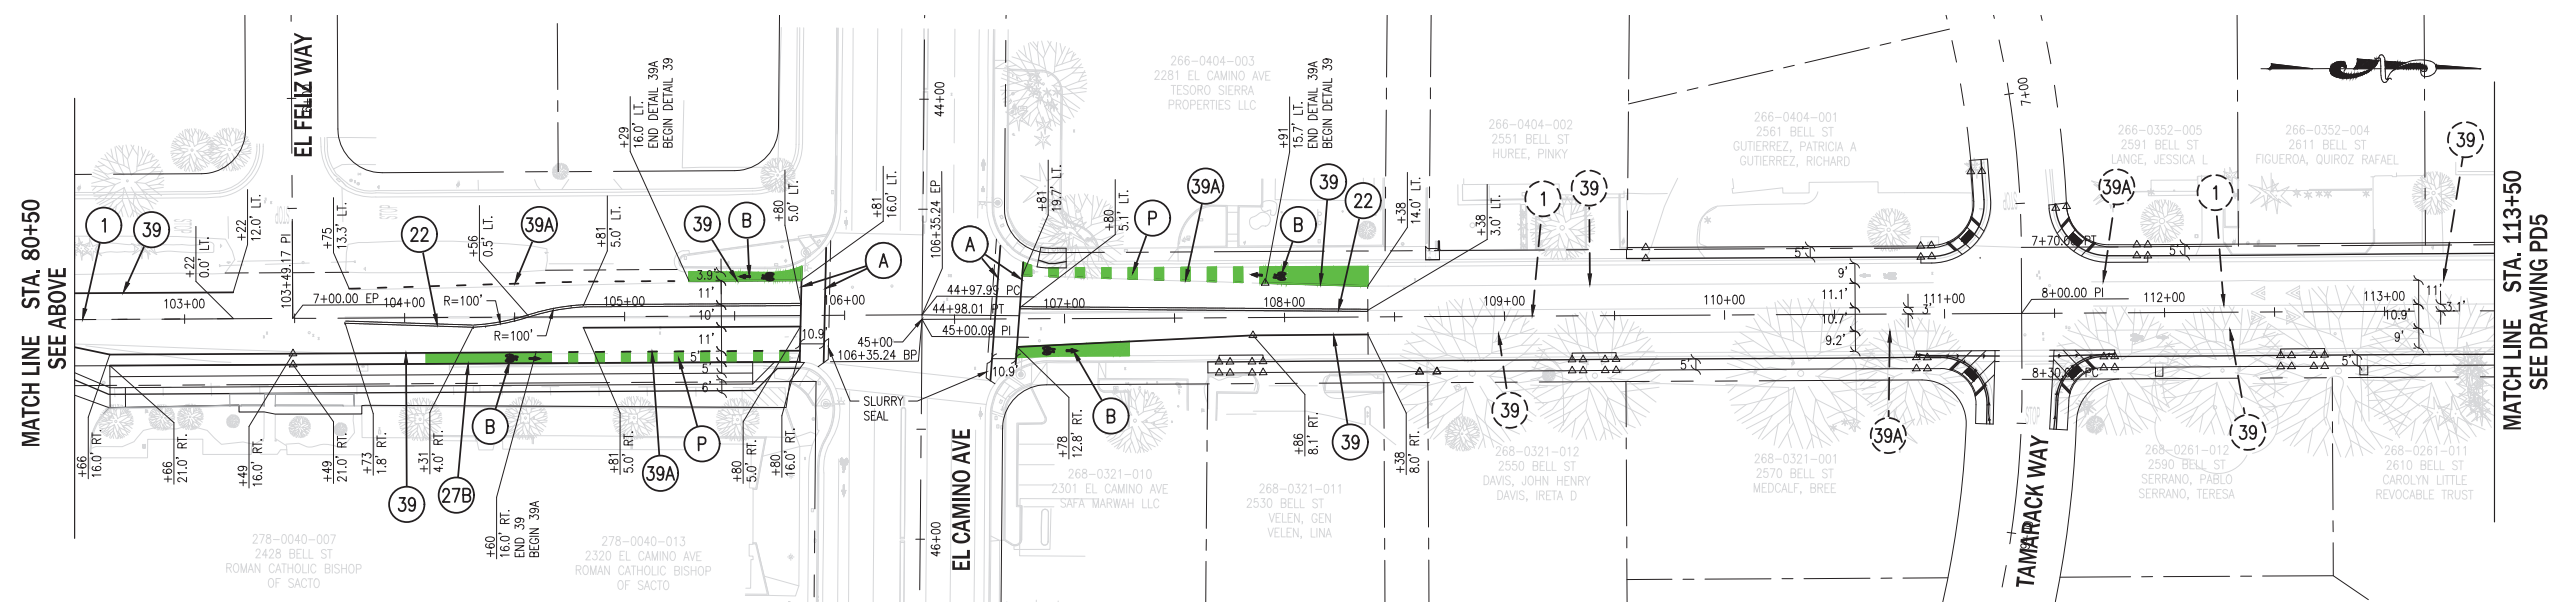 MATCH LINE STA. 80+50
SEE ABOVE
EL FELIZ WAY
1
39
+22
0.0' LT.
+22
12.0' LT.
103+49.17 PI
+75
13.3' LT.
22
+56
0.5' LT.
39A
+81
5.0' LT.
+29
16.0' LT.
END DETAIL 39A
BEGIN DETAIL 39
39
B
+80
5.0' LT.
A
+81
16.0' LT.
106+35.24 EP
44+00
A
+81
19.7' LT.
+80
5.1' LT.
P
39A
266-0404-003
2281 EL CAMINO AVE
TESORO SIERRA
PROPERTIES LLC
+91
15.7' LT.
END DETAIL 39A
BEGIN DETAIL 39
B
39
22
+38
14.0' LT.
+38
3.0' LT.
266-0404-002
2551 BELL ST
HUREE, PINKY
1
39
266-0404-001
2561 BELL ST
GUTIERREZ, PATRICIA A
GUTIERREZ, RICHARD
7+00
39A
266-0352-005
2591 BELL ST
LANGE, JESSICA L
1
266-0352-004
2611 BELL ST
FIGUEROA, QUIROZ RAFAEL
39
MATCH LINE STA. 113+50
SEE DRAWING PD5
103+00
7+00.00 EP
104+00
R=100'
R=100'
105+00
3.9'
11'
10'
11'
5'
5'
6'
106+00
10.9'
44+97.99 PC
44+98.01 PT
45+00.09 PI
45+00
106+35.24 BP
10.9'
107+00
108+00
109+00
110+00
111+00
112+00
113+00
5'
9'
11.1'
10.7'
9.2'
3'
7+70.00 PT
8+00.00 PI
5'
11'
3.1'
10.9'
9'
5'
5'
8+30.00 PC
SLURRY
SEAL
+66
16.0' RT.
+66
21.0' RT.
+49
16.0' RT.
+49
21.0' RT.
+73
1.8' RT.
39
+31
4.0' RT.
27B
B
+60
16.0' RT.
END 39
BEGIN 39A
+81
5.0' RT.
39A
P
+80
5.0' RT.
+80
16.0' RT.
EL CAMINO AVE
46+00
+78
12.8' RT.
B
+86
8.1' RT.
39
+38
8.0' RT.
39
39A
39
TAMARACK WAY
STOP
278-0040-007
2428 BELL ST
ROMAN CATHOLIC BISHOP
OF SACTO
278-0040-013
2320 EL CAMINO AVE
ROMAN CATHOLIC BISHOP
OF SACTO
268-0321-010
2301 EL CAMINO AVE
SAFA MARWAH LLC
268-0321-011
2530 BELL ST
VELEN, GEN
VELEN, LINA
268-0321-012
2550 BELL ST
DAVIS, JOHN HENRY
DAVIS, IRETA D
268-0321-001
2570 BELL ST
MEDCALF, BREE
268-0261-012
2590 BELL ST
SERRANO, PABLO
SERRANO, TERESA
268-0261-011
2610 BELL ST
CAROLYN LITTLE
REVOCABLE TRUST